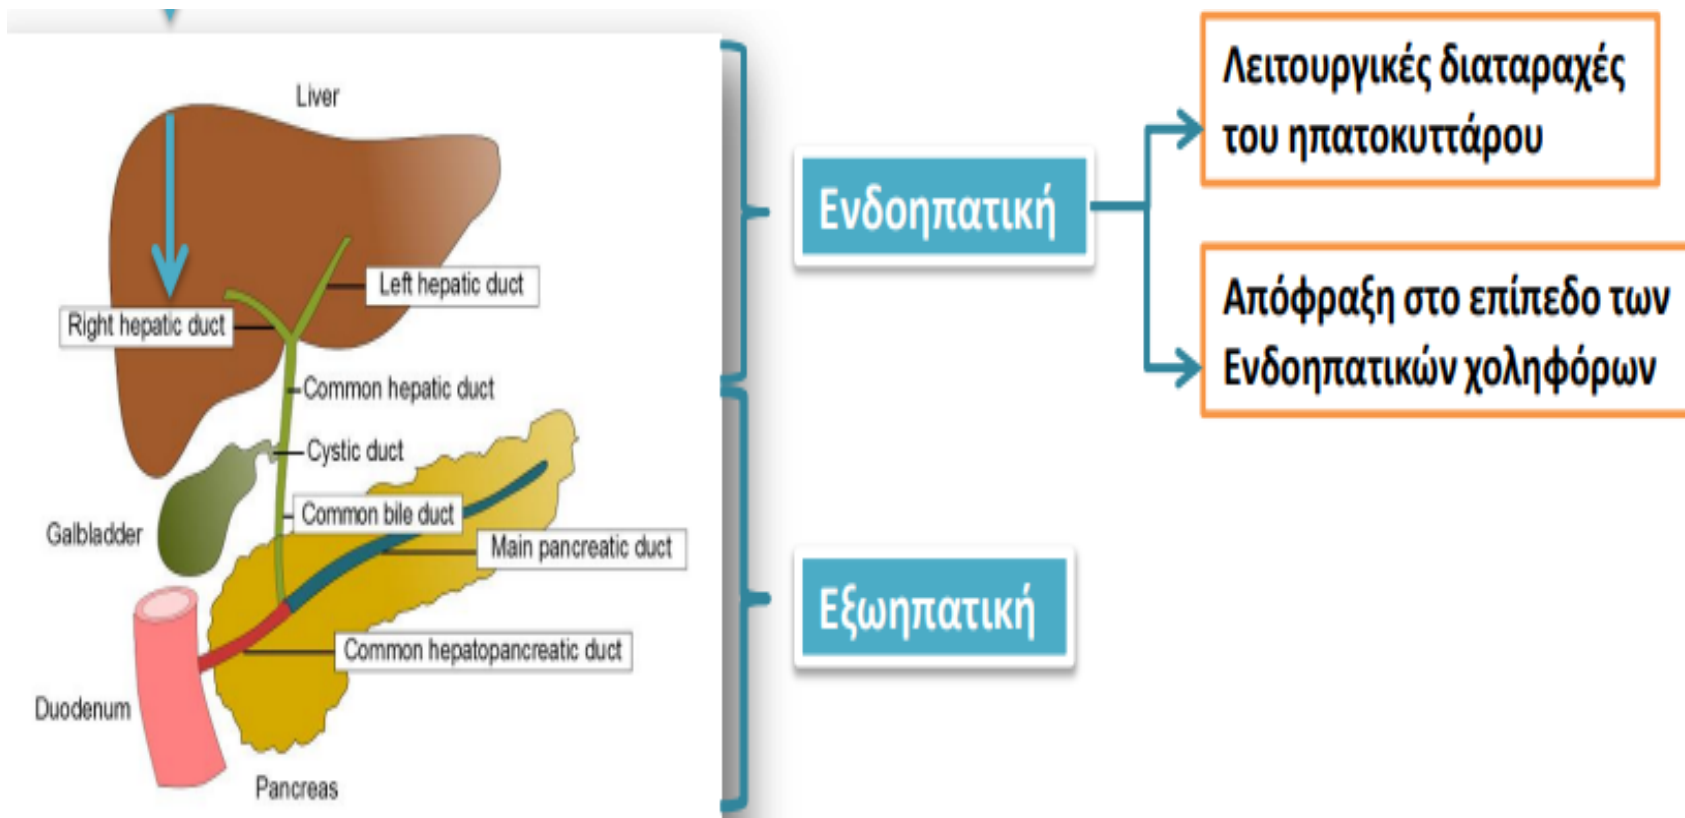 Liver
Left hepatic duct
Right hepatic duct
Common hepatic duct
Cystic duct
Common bile duct
Galbladder
Main pancreatic duct
Common hepatopancreatic duct
Duodenum
Pancreas
Ενδοηπατική
Εξωηπατική
Λειτουργικές διαταραχές
του ηπατοκυττάρου
Απόφραξη στο επίπεδο των
Ενδοηπατικών χοληφόρων